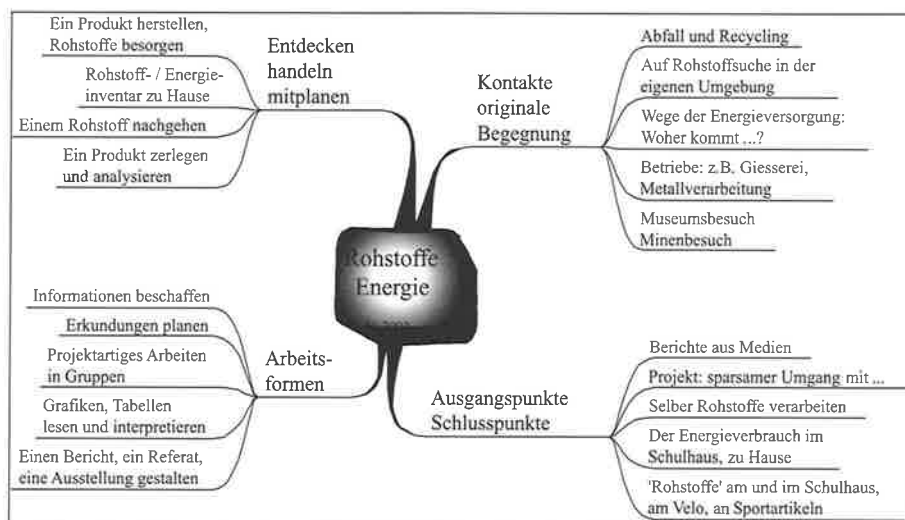 Ein Produkt herstellen,
Rohstoffe besorgen
Rohstoff- / Energie-
inventar zu Hause
Einem Rohstoff nachgehen
Ein Produkt zerlegen
und analysieren
Entdecken
handeln
mitplanen
Kontakte
originale
Begegnung
Abfall und Recycling
Auf Rohstoffsuche in der
eigenen Umgebung
Wege der Energieversorgung:
Woher kommt ...?
Betriebe: z.B. Giesserei,
Metallverarbeitung
Museumsbesuch
Minenbesuch
Rohstoffe
Energie
Informationen beschaffen
Erkundungen planen
Projektartiges Arbeiten
in Gruppen
Grafiken, Tabellen
lesen und interpretieren
Einen Bericht, ein Referat,
eine Ausstellung gestalten
Arbeits-
formen
Ausgangspunkte
Schlusspunkte
Berichte aus Medien
Projekt: sparsamer Umgang mit ...
Selber Rohstoffe verarbeiten
Der Energieverbrauch im
Schulhaus, zu Hause
'Rohstoffe' am und im Schulhaus,
am Velo, an Sportartikeln